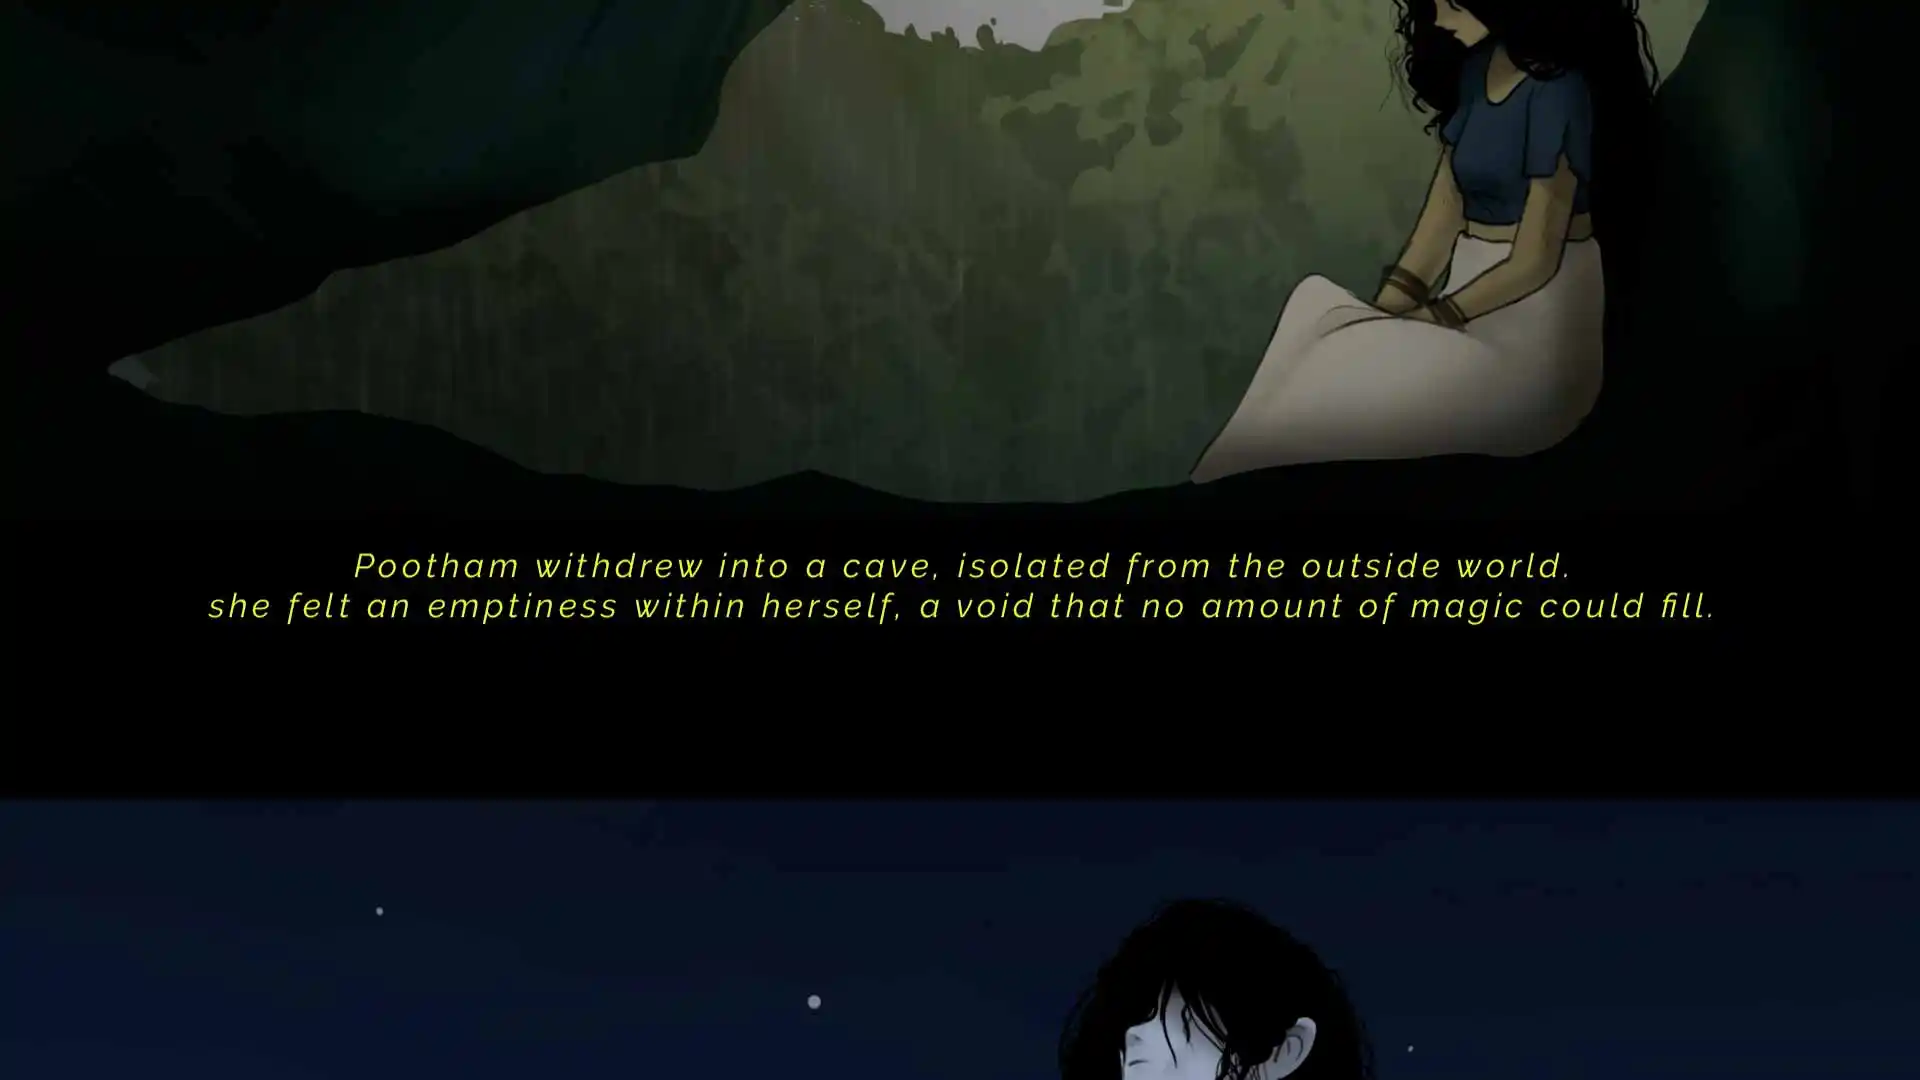 Pootham withdrew into a cave, isolated from the outside world.
she felt an emptiness within herself, a void that no amount of magic could fill.